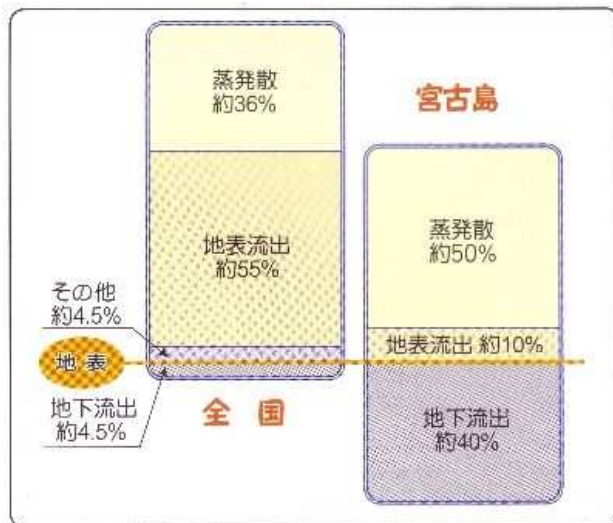 蒸発散
約36%
宮古島
地表流出
約55%
蒸発散
約50%
その他
約4.5%
地表流出 約10%
地表
地下流出
約4.5%
全国
地下流出
約40%